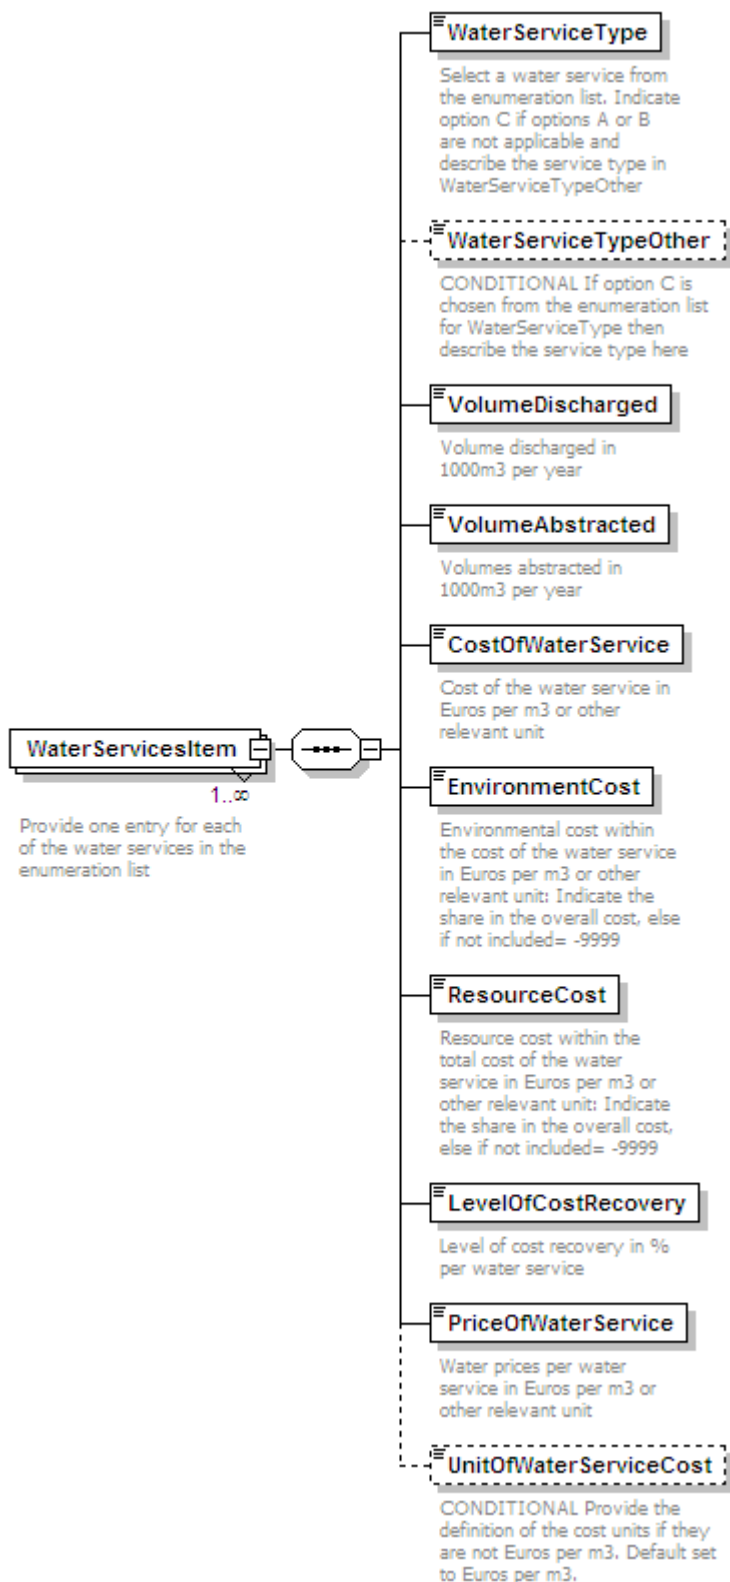 WaterServiceType
Select a water service from
the enumeration list. Indicate
option C if options A or B
are not applicable and
describe the service type in
WaterServiceTypeOther
WaterServiceTypeOther
CONDITIONAL If option C is
chosen from the enumeration list
for WaterServiceType then
describe the service type here
VolumeDischarged
Volume discharged in
1000m3 per year
VolumeAbstracted
Volumes abstracted in
1000m3 per year
CostOfWaterService
Cost of the water service in
Euros per m3 or other
relevant unit
WaterServicesItem
1..∞
Provide one entry for each
of the water services in the
enumeration list
EnvironmentCost
Environmental cost within
the cost of the water service
in Euros per m3 or other
relevant unit: Indicate the
share in the overall cost, else
if not included= -9999
ResourceCost
Resource cost within the
total cost of the water
service in Euros per m3 or
other relevant unit: Indicate
the share in the overall cost,
else if not included= -9999
LevelOfCostRecovery
Level of cost recovery in %
per water service
PriceOfWaterService
Water prices per water
service in Euros per m3 or
other relevant unit
UnitOfWaterServiceCost
CONDITIONAL Provide the
definition of the cost units if they
are not Euros per m3. Default set
to Euros per m3.